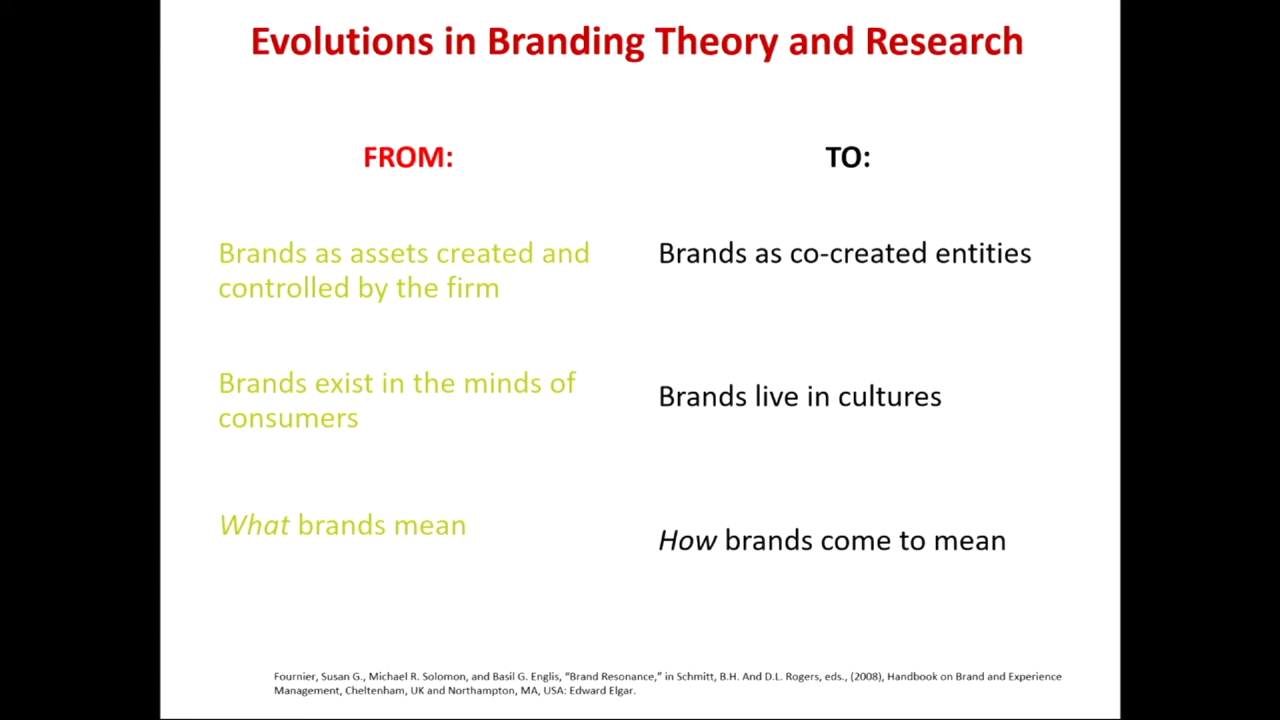 Evolutions in Branding Theory and Research
FROM:
TO:
Brands as assets created and
controlled by the firm
Brands as co-created entities
Brands exist in the minds of
consumers
Brands live in cultures
What brands mean
How brands come to mean
Fournier, Susan G., Michael R. Solomon, and Basil G. Englis, “Brand Resonance,” in Schmitt, B.H. And D.L. Rogers, eds., (2008), Handbook on Brand and Experience
Management, Cheltenham, UK and Northampton, MA, USA: Edward Elgar.